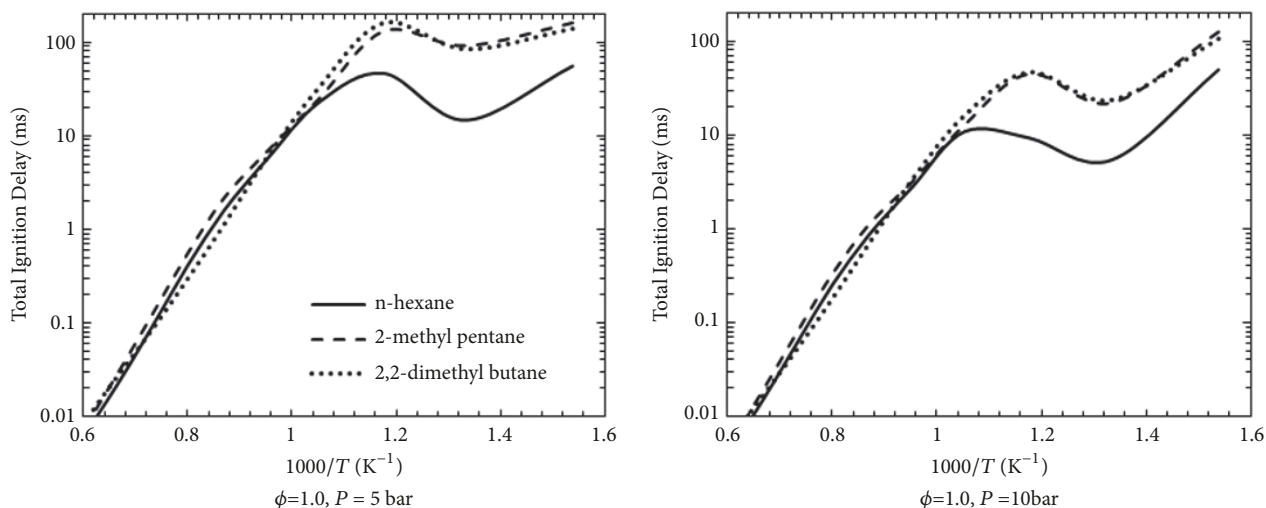 Total Ignition Delay (ms)
100
10
1
0.1
0.01
n-hexane
2-methyl pentane
2,2-dimethyl butane
0.6
0.8
1
1.2
1.4
1.6
1000/T (K⁻¹)
ϕ=1.0, P = 5 bar
Total Ignition Delay (ms)
100
10
1
0.1
0.01
0.6
0.8
1
1.2
1.4
1.6
1000/T (K⁻¹)
ϕ=1.0, P =10bar